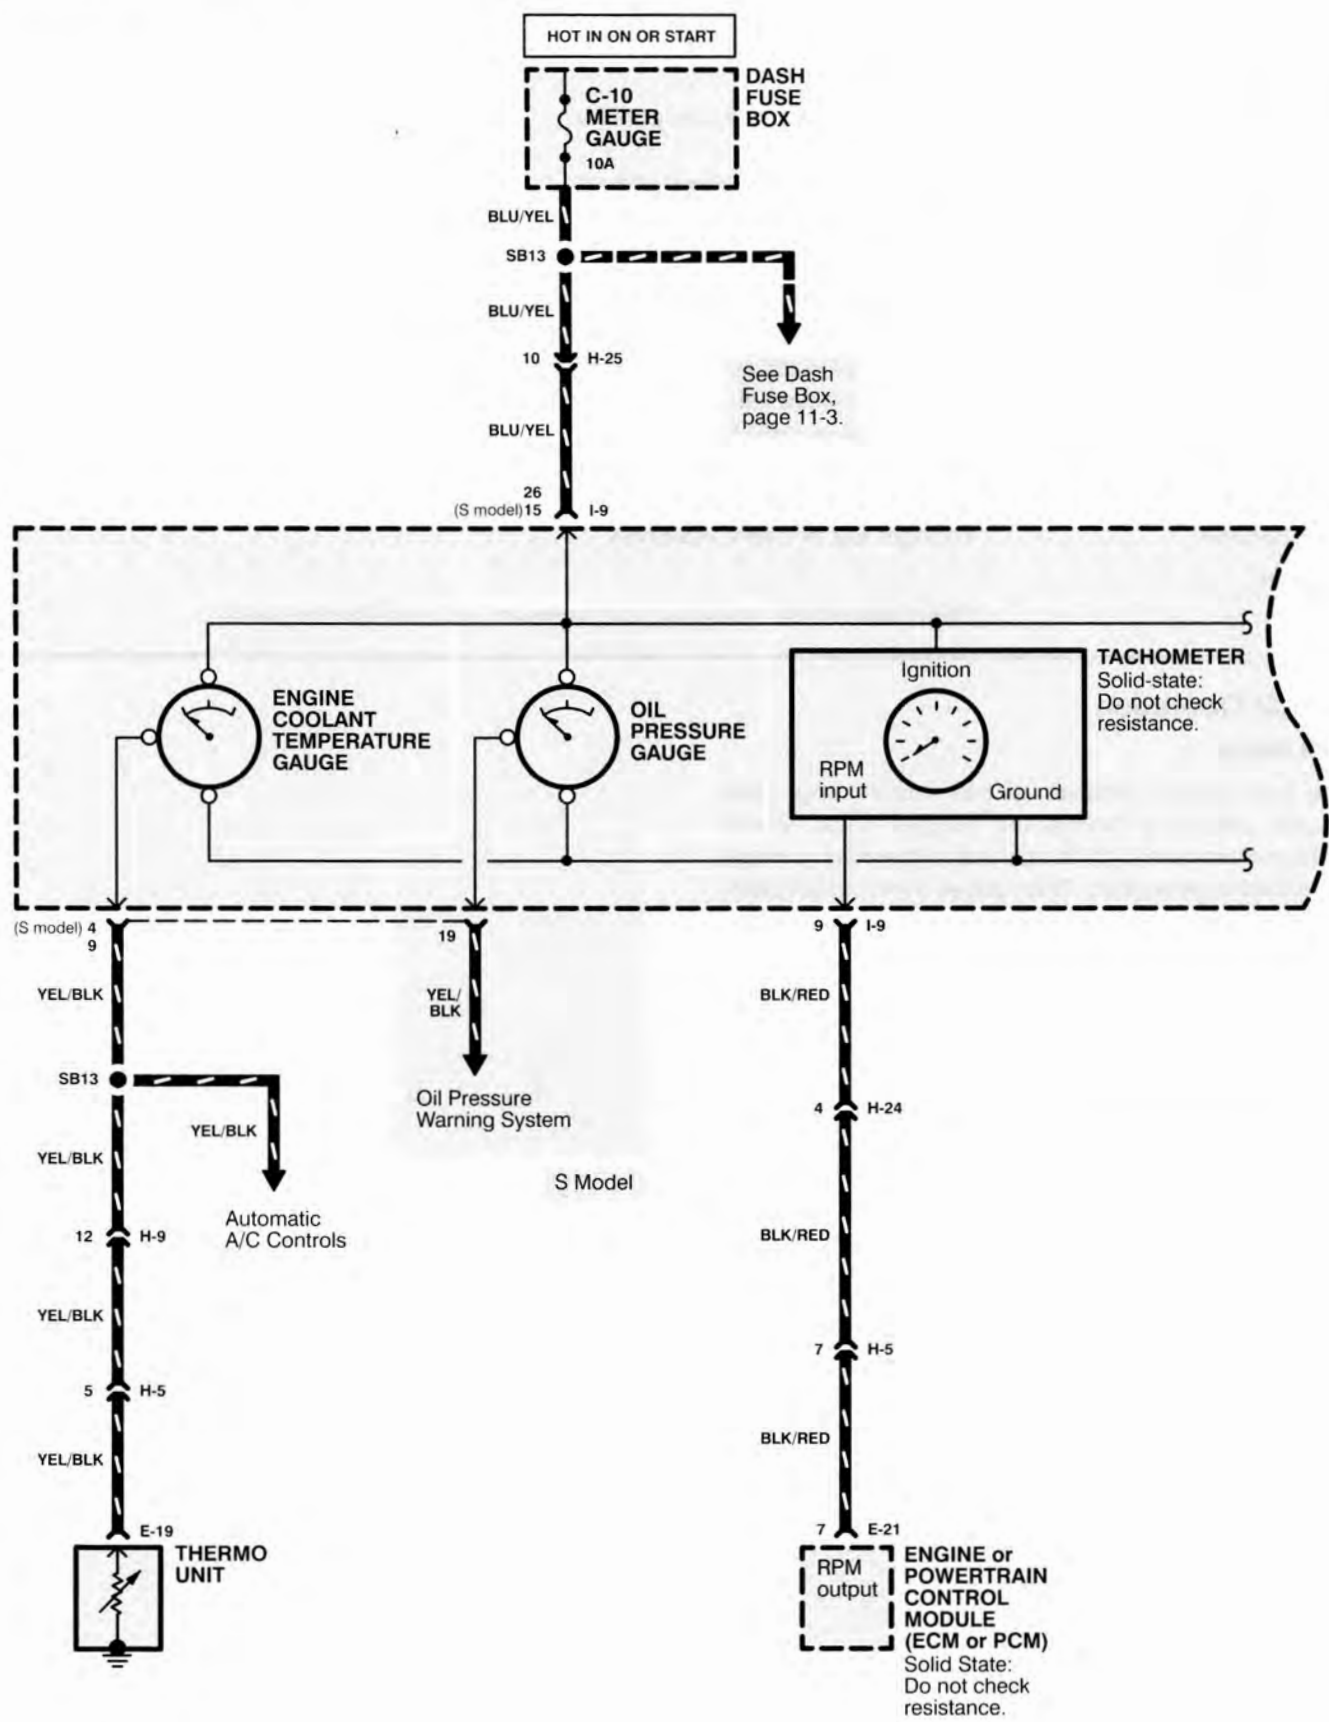 HOT IN ON OR START
DASH
FUSE
BOX
C-10
METER
GAUGE
10A
BLU/YEL
SB13
BLU/YEL
10 H-25
See Dash
Fuse Box,
page 11-3.
BLU/YEL
26
(S model)15 I-9
ENGINE
COOLANT
TEMPERATURE
GAUGE
OIL
PRESSURE
GAUGE
Ignition
RPM
input
Ground
TACHOMETER
Solid-state:
Do not check
resistance.
(S model) 4
9
19
9 I-9
YEL/BLK
YEL/
BLK
BLK/RED
SB13
YEL/BLK
Oil Pressure
Warning System
4 H-24
YEL/BLK
S Model
Automatic
A/C Controls
12 H-9
BLK/RED
YEL/BLK
7 H-5
5 H-5
BLK/RED
YEL/BLK
E-19
7 E-21
THERMO
UNIT
RPM
output
ENGINE or
POWERTRAIN
CONTROL
MODULE
(ECM or PCM)
Solid State:
Do not check
resistance.